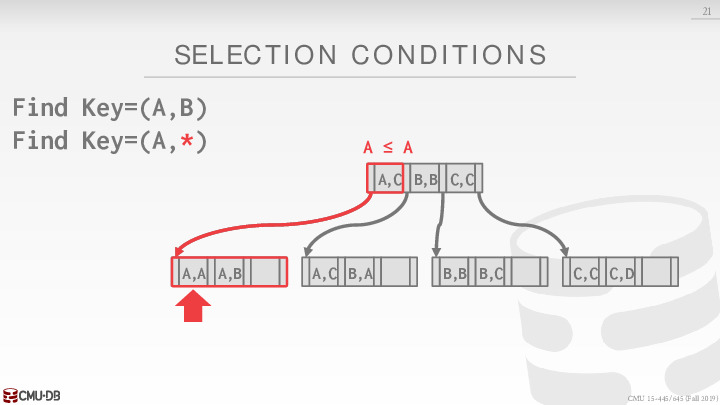 21
SELECTION CONDITIONS
Find Key=(A,B)
Find Key=(A,*)
A ≤ A
A,C B,B C,C
A,A A,B A,C B,A B,B B,C C,C C,D
CMU·DB
CMU 15-445/645 (Fall 2019)